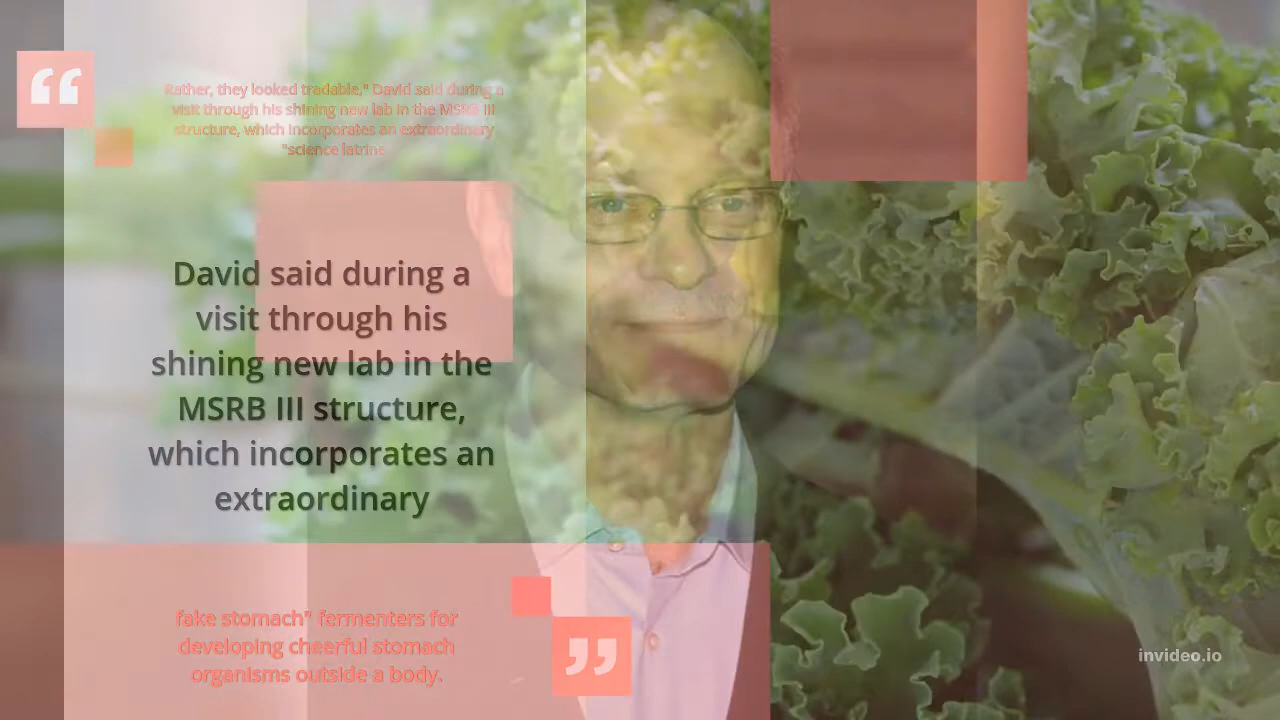 Rather, they looked tradable," David said during a
visit through his shining new lab in the MSRB III
structure, which incorporates an extraordinary
"science latrine
David said during a
visit through his
shining new lab in the
MSRB III structure,
which incorporates an
extraordinary
fake stomach" fermenters for
developing cheerful stomach
organisms outside a body.
invideo.io